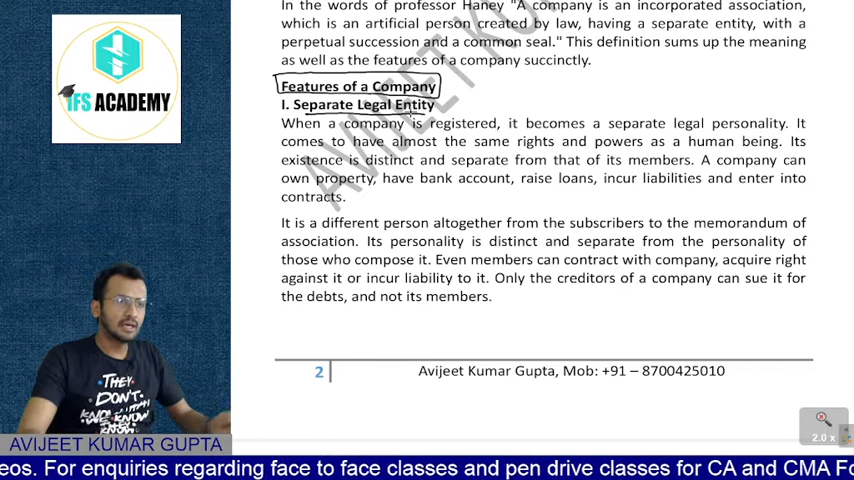 In the words of professor Haney "A company is an incorporated association,
which is an artificial person created by law, having a separate entity, with a
perpetual succession and a common seal." This definition sums up the meaning
as well as the features of a company succinctly.
Features of a Company
I. Separate Legal Entity
When a company is registered, it becomes a separate legal personality. It
comes to have almost the same rights and powers as a human being. Its
existence is distinct and separate from that of its members. A company can
own property, have bank account, raise loans, incur liabilities and enter into
contracts.
It is a different person altogether from the subscribers to the memorandum of
association. Its personality is distinct and separate from the personality of
those who compose it. Even members can contract with company, acquire right
against it or incur liability to it. Only the creditors of a company can sue it for
the debts, and not its members.
2
Avijeet Kumar Gupta, Mob: +91 – 8700425010
AVIJEET KUMAR
IFS ACADEMY
THEY
DON'T
KNOW
WE KNOW
THEY
KNOW
AVIJEET KUMAR GUPTA
2.0 x
eos. For enquiries regarding face to face classes and pen drive classes for CA and CMA Fo